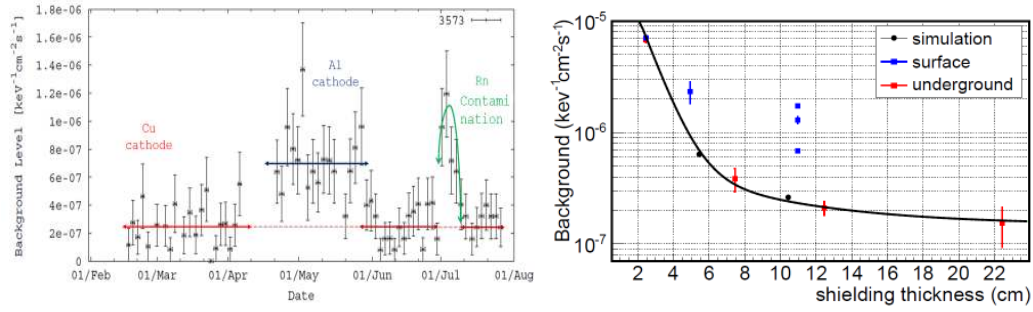 1.8e-06
1.6e-06
1.4e-06
1.2e-06
1e-06
8e-07
6e-07
4e-07
2e-07
0
Background Level [keV⁻¹cm⁻²s⁻¹]
3573
Al
cathode
Rn
Contami
nation
Cu
cathode
01/Feb 01/Mar 01/Apr 01/May 01/Jun 01/Jul 01/Aug
Date
10⁻⁵
10⁻⁶
10⁻⁷
Background (kev⁻¹cm⁻²s⁻¹)
simulation
surface
underground
2 4 6 8 10 12 14 16 18 20 22
shielding thickness (cm)